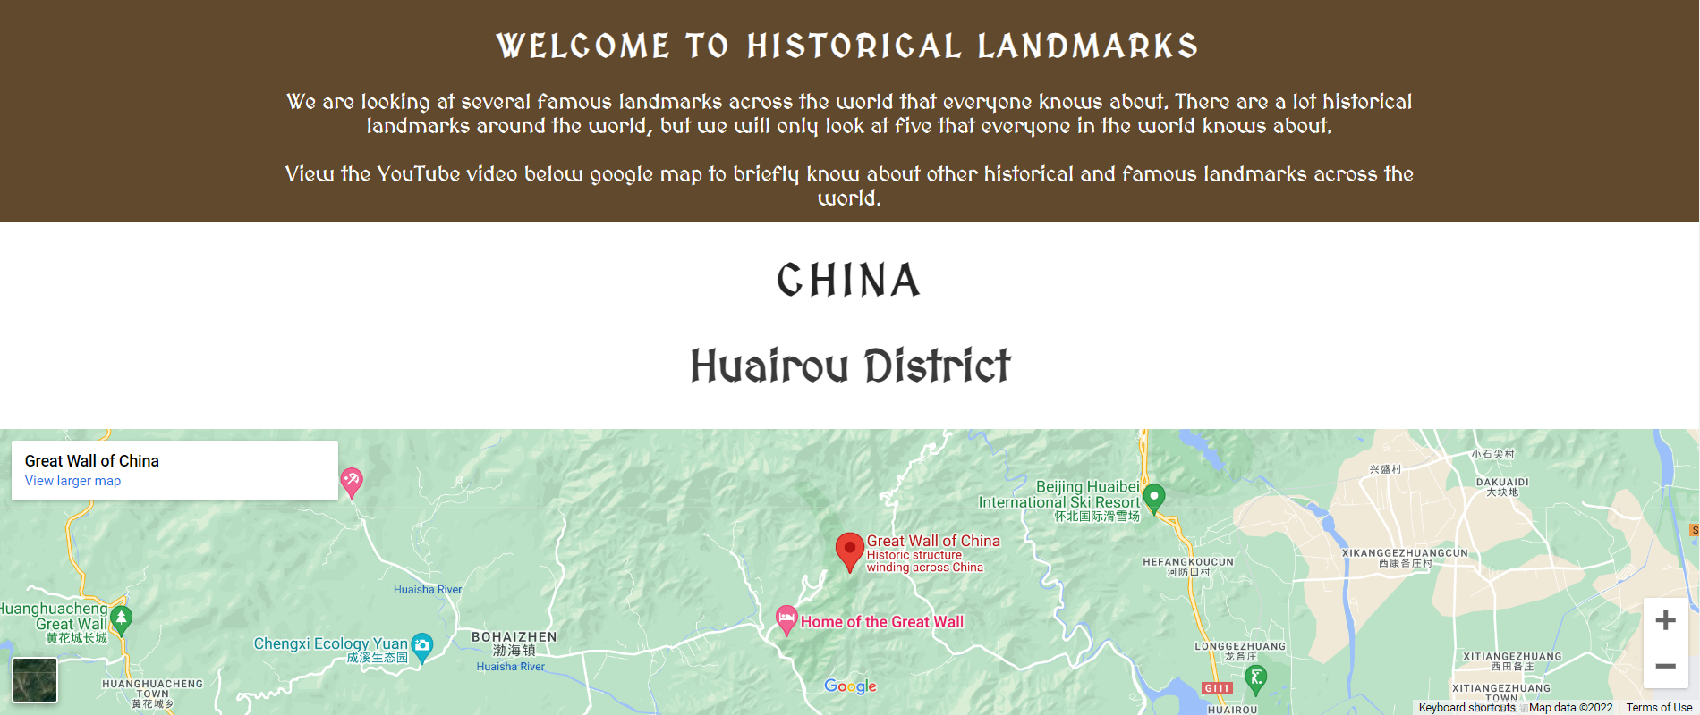 WELCOME TO HISTORICAL LANDMARKS
We are looking at several famous landmarks across the world that everyone knows about. There are a lot historical
landmarks around the world, but we will only look at five that everyone in the world knows about.
View the YouTube video below google map to briefly know about other historical and famous landmarks across the
world.
CHINA
Huairou District
Great Wall of China
View larger map
小石尖村
兴盛村
DAKUAIDI
大块地
Beijing Huaibei
International Ski Resort
怀北国际滑雪场
S
Great Wall of China
Historic structure
winding across China
HEFANGKOUCUN
河防口村
XIKANGGEZHUANGCUN
西康各庄村
Huaisha River
Huanghuacheng
Great Wall
黄花城长城
Home of the Great Wall
Chengxi Ecology Yuan
成溪生态园
BOHAIZHEN
渤海镇
Huaisha River
LONGGEZHUANG
龙各庄
XITIANGEZHUANG
西田各庄
HUANGHUACHENG
TOWN
黄花城乡
Google
G111
HUAIROU
XITIANGEZHUANG
TOWN
Keyboard shortcuts
Map data ©2022
Terms of Use